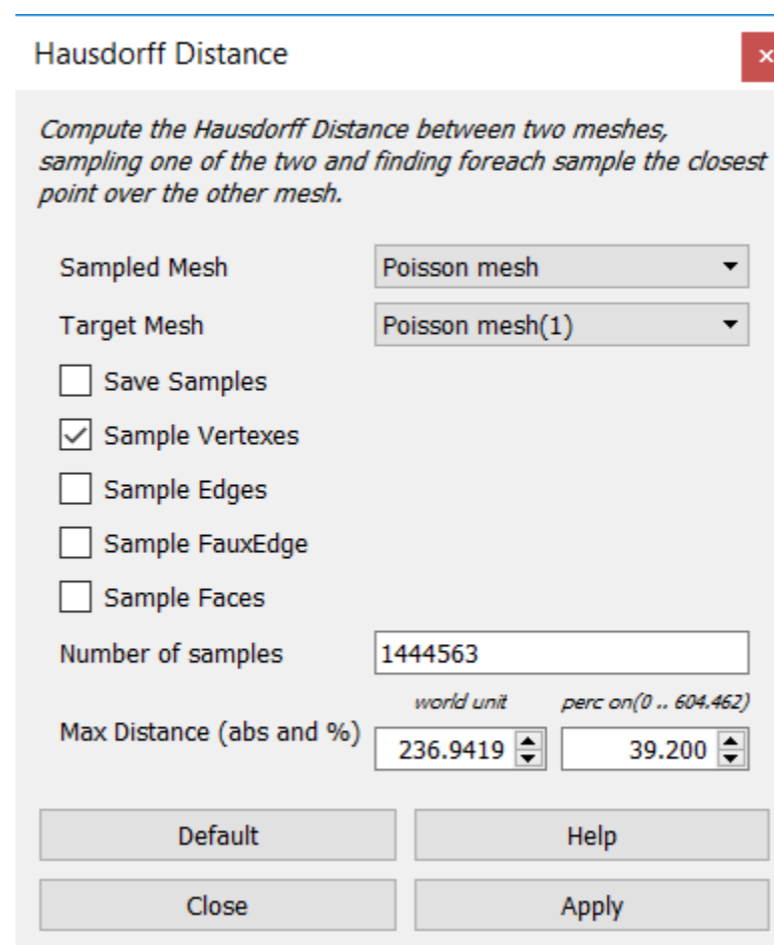 Hausdorff Distance
Compute the Hausdorff Distance between two meshes,
sampling one of the two and finding foreach sample the closest
point over the other mesh.
Sampled Mesh Poisson mesh
Target Mesh Poisson mesh(1)
Save Samples
Sample Vertexes
Sample Edges
Sample FauxEdge
Sample Faces
Number of samples 1444563
world unit perc on(0 .. 604.462)
Max Distance (abs and %) 236.9419 39.200
Default Help
Close Apply